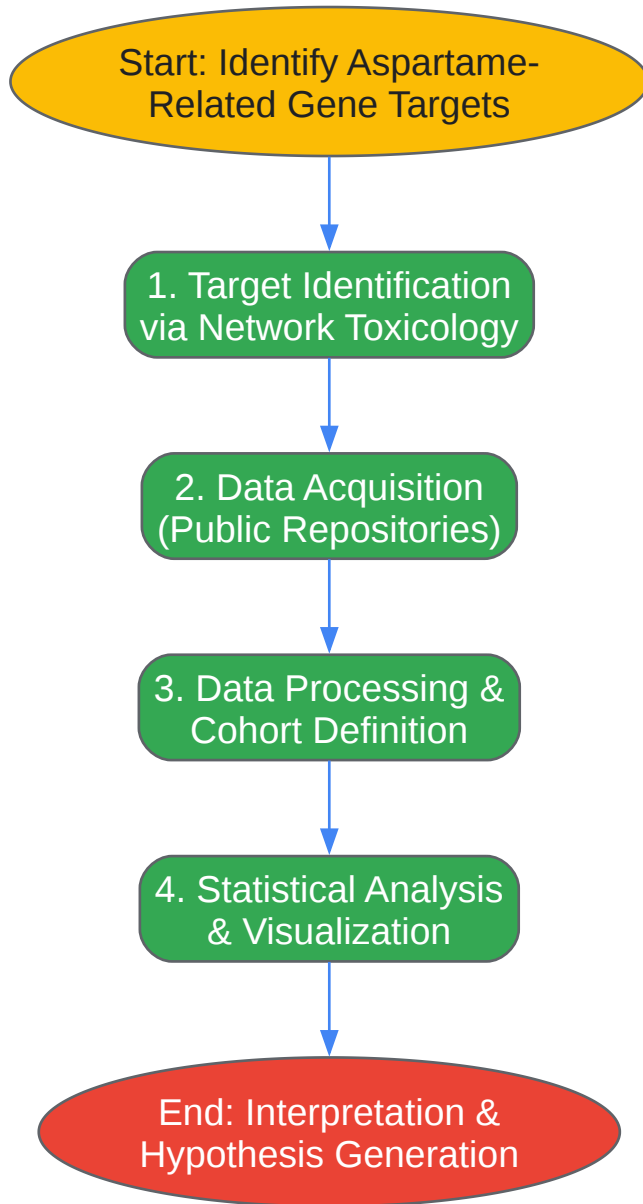 Start: Identify Aspartame-
Related Gene Targets
1. Target Identification
via Network Toxicology
2. Data Acquisition
(Public Repositories)
3. Data Processing &
Cohort Definition
4. Statistical Analysis
& Visualization
End: Interpretation &
Hypothesis Generation